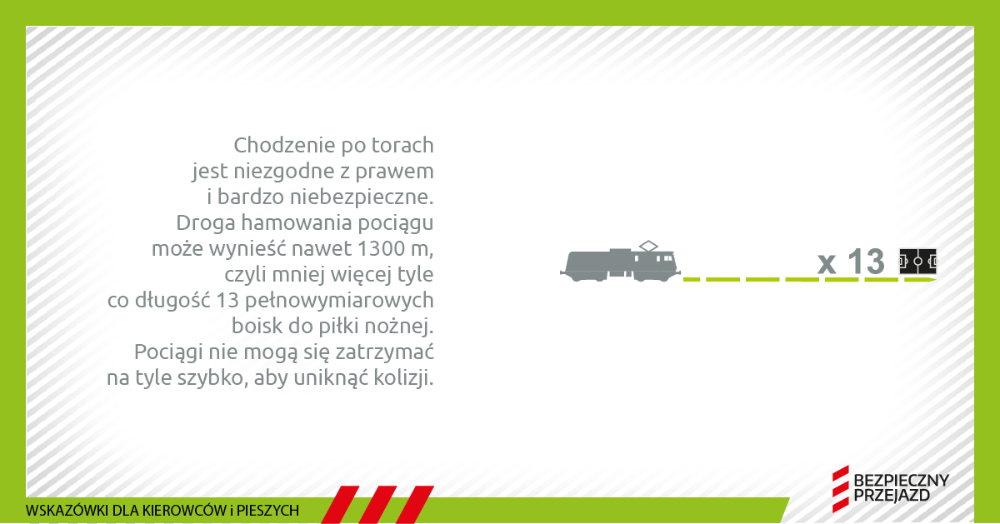 Chodzenie po torach
jest niezgodne z prawem
i bardzo niebezpieczne.
Droga hamowania pociągu
może wynieść nawet 1300 m,
czyli mniej więcej tyle
co długość 13 pełnowymiarowych
boisk do piłki nożnej.
Pociągi nie mogą się zatrzymać
na tyle szybko, aby uniknąć kolizji.
x 13
WSKAZÓWKI DLA KIEROWCÓW i PIESZYCH
BEZPIECZNY
PRZEJAZD